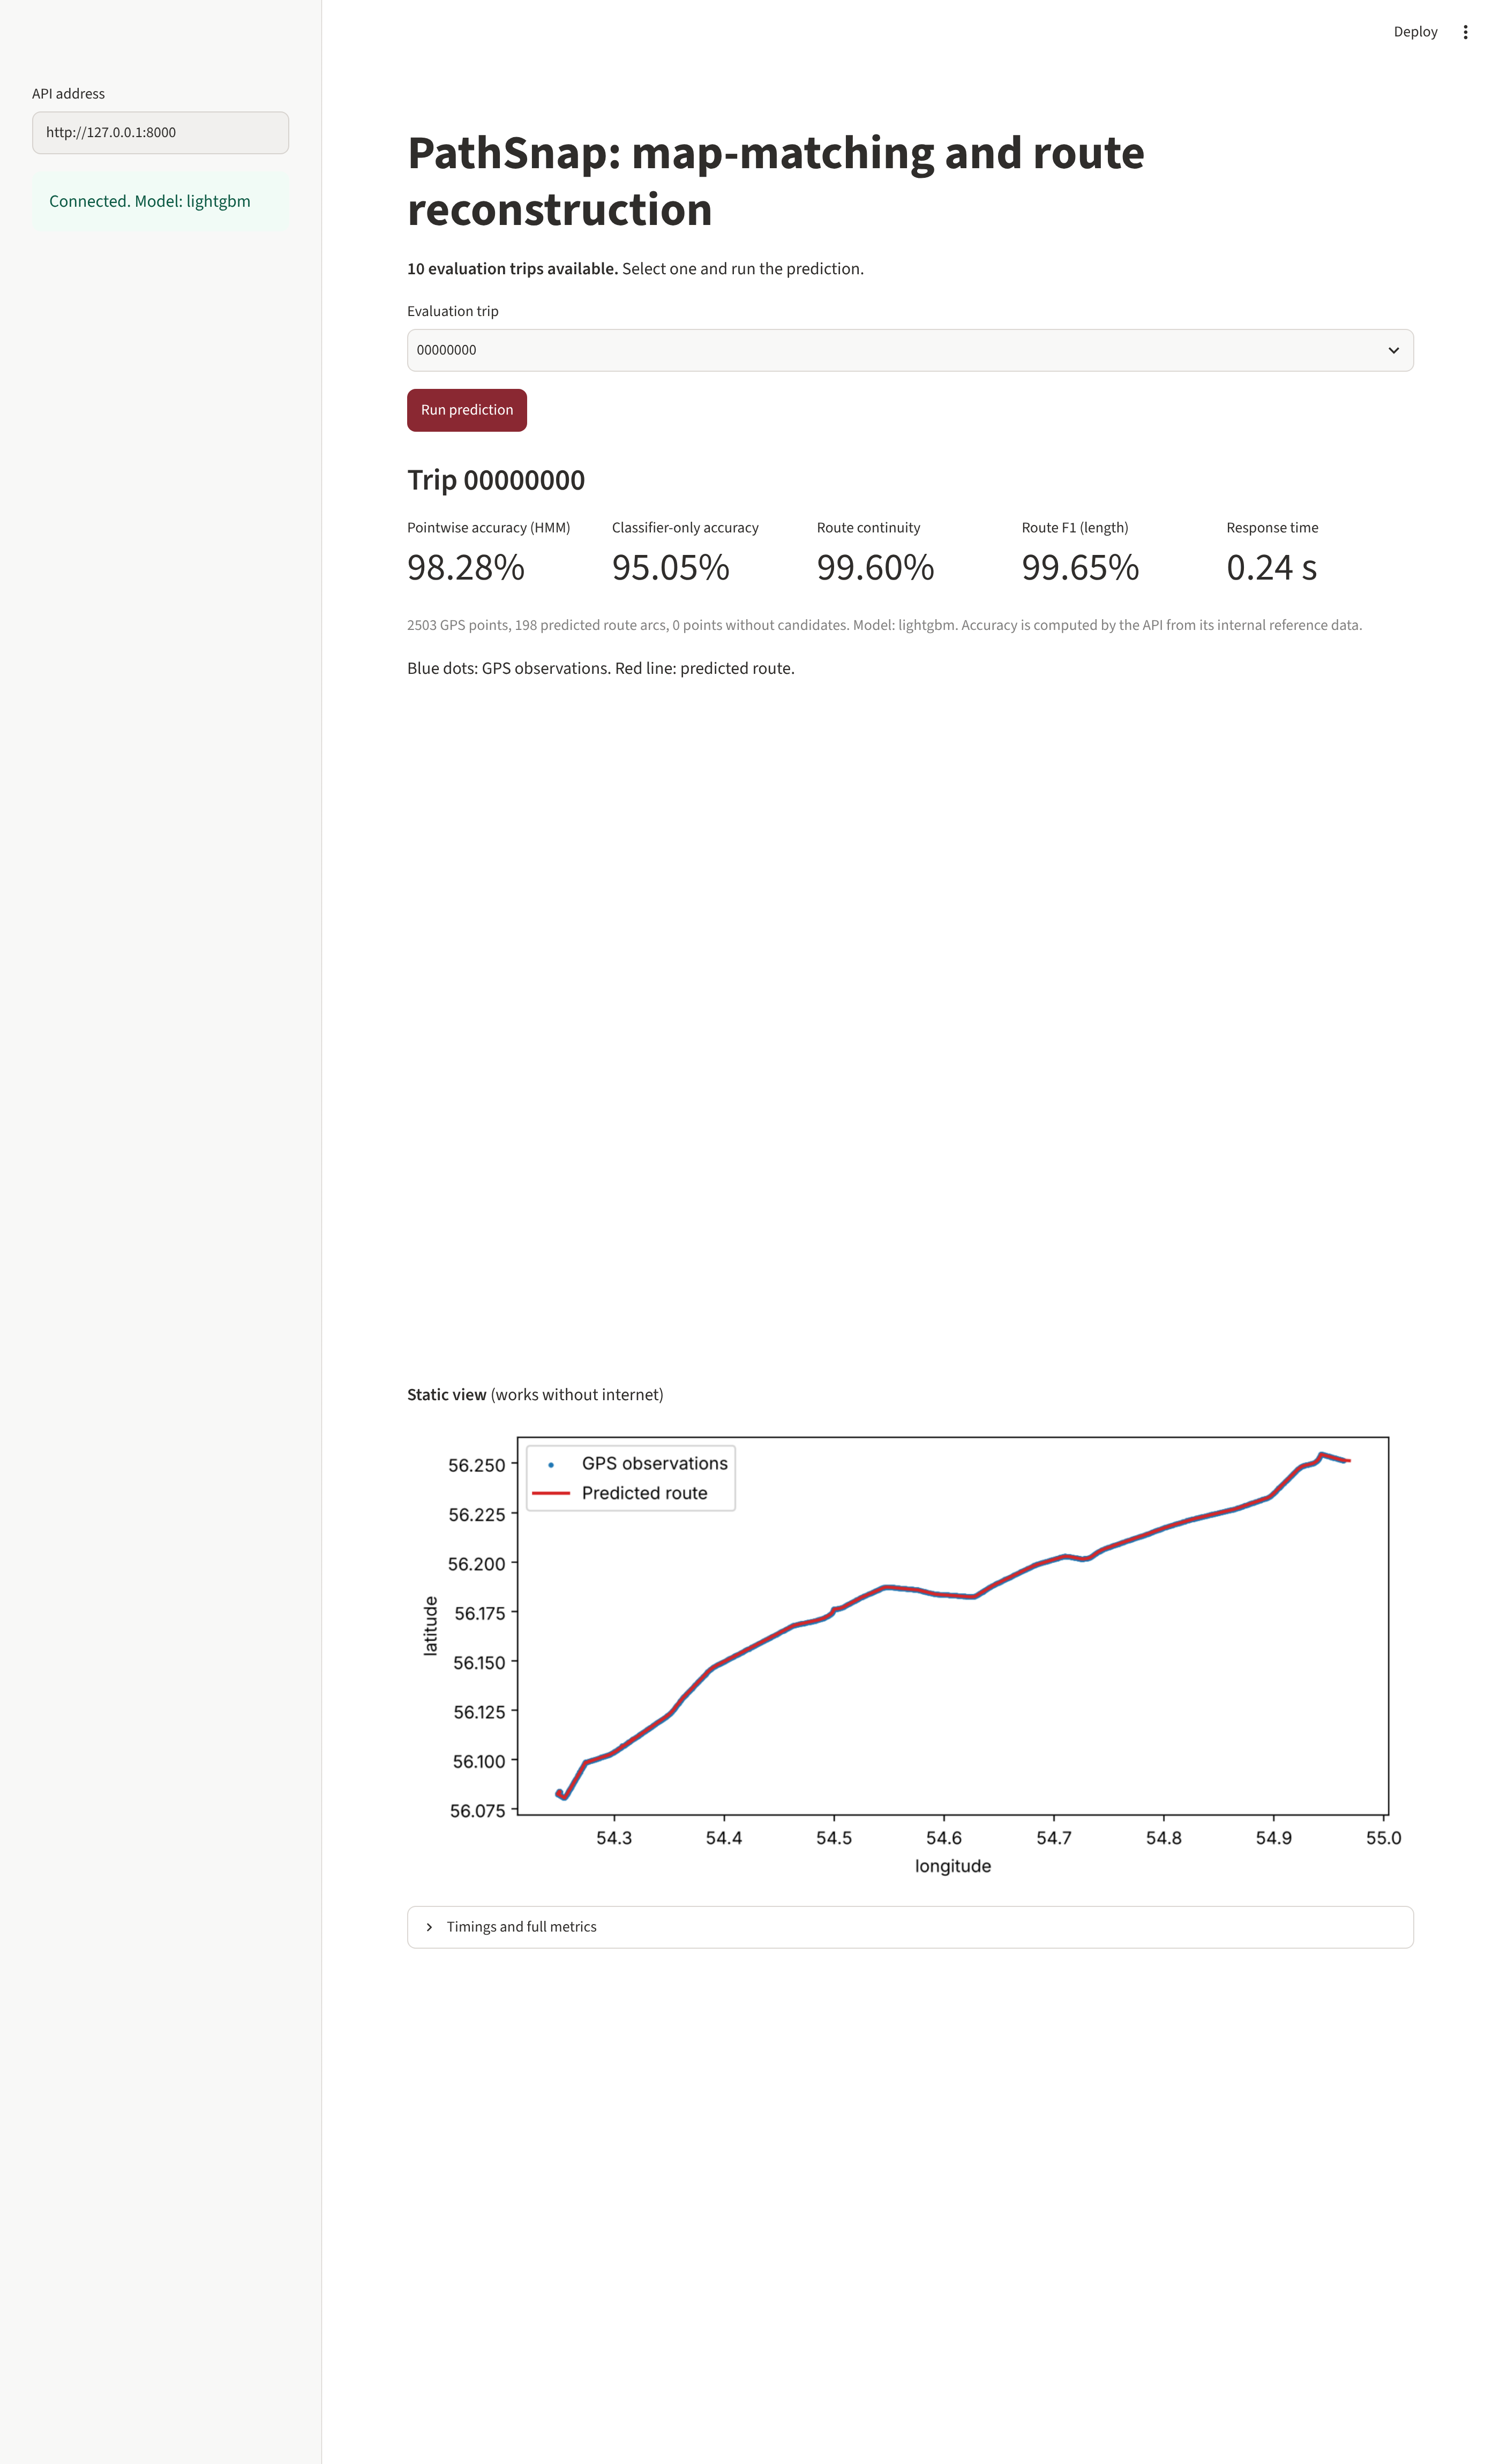 Deploy
API address
http://127.0.0.1:8000
Connected. Model: lightgbm
PathSnap: map-matching and route
reconstruction
10 evaluation trips available. Select one and run the prediction.
Evaluation trip
00000000
Run prediction
Trip 00000000
Pointwise accuracy (HMM)
98.28%
Classifier-only accuracy
95.05%
Route continuity
99.60%
Route F1 (length)
99.65%
Response time
0.24 s
2503 GPS points, 198 predicted route arcs, 0 points without candidates. Model: lightgbm. Accuracy is computed by the API from its internal reference data.
Blue dots: GPS observations. Red line: predicted route.
Static view (works without internet)
GPS observations
Predicted route
latitude
56.250
56.225
56.200
56.175
56.150
56.125
56.100
56.075
54.3 54.4 54.5 54.6 54.7 54.8 54.9 55.0
longitude
Timings and full metrics